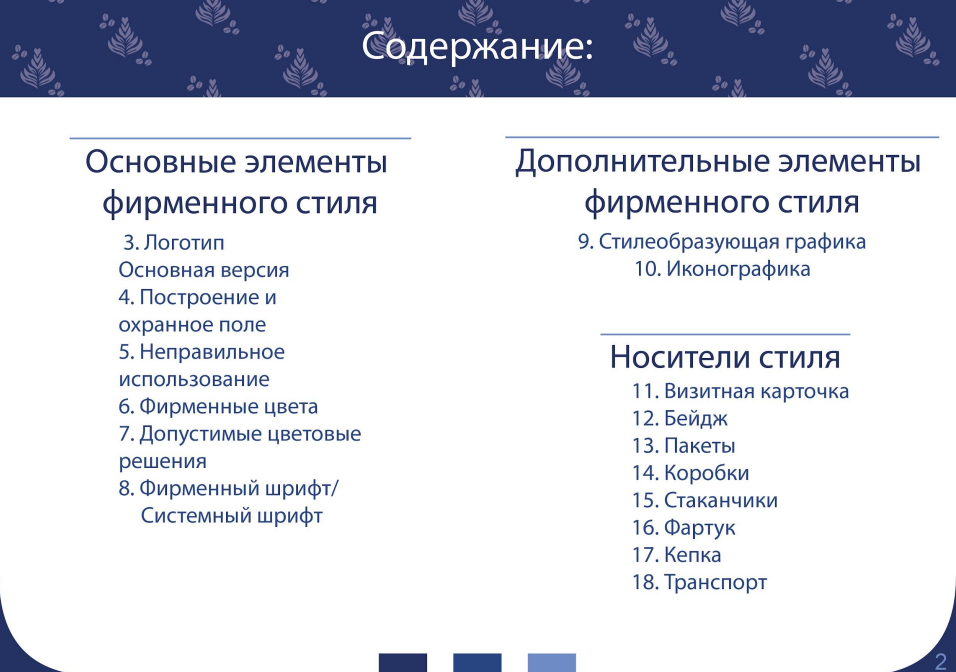 Содержание:
Основные элементы
фирменного стиля
3. Логотип
Основная версия
4. Построение и
охранное поле
5. Неправильное
использование
6. Фирменные цвета
7. Допустимые цветовые
решения
8. Фирменный шрифт/
Системный шрифт
Дополнительные элементы
фирменного стиля
9. Стилеобразующая графика
10. Иконографика
Носители стиля
11. Визитная карточка
12. Бейдж
13. Пакеты
14. Коробки
15. Стаканчики
16. Фартук
17. Кепка
18. Транспорт
2